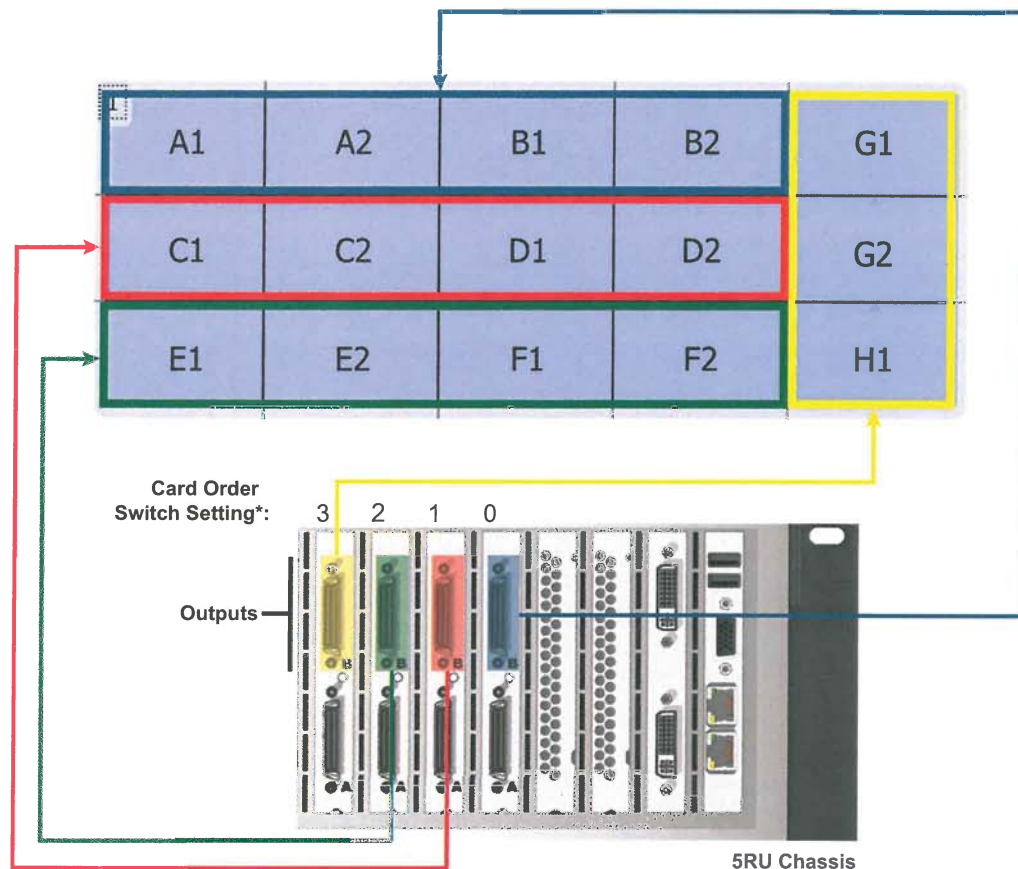 1
A1 A2 B1 B2 G1
C1 C2 D1 D2 G2
E1 E2 F1 F2 H1
Card Order
Switch Setting*: 3 2 1 0
Outputs
B B B B
A A A A
5RU Chassis